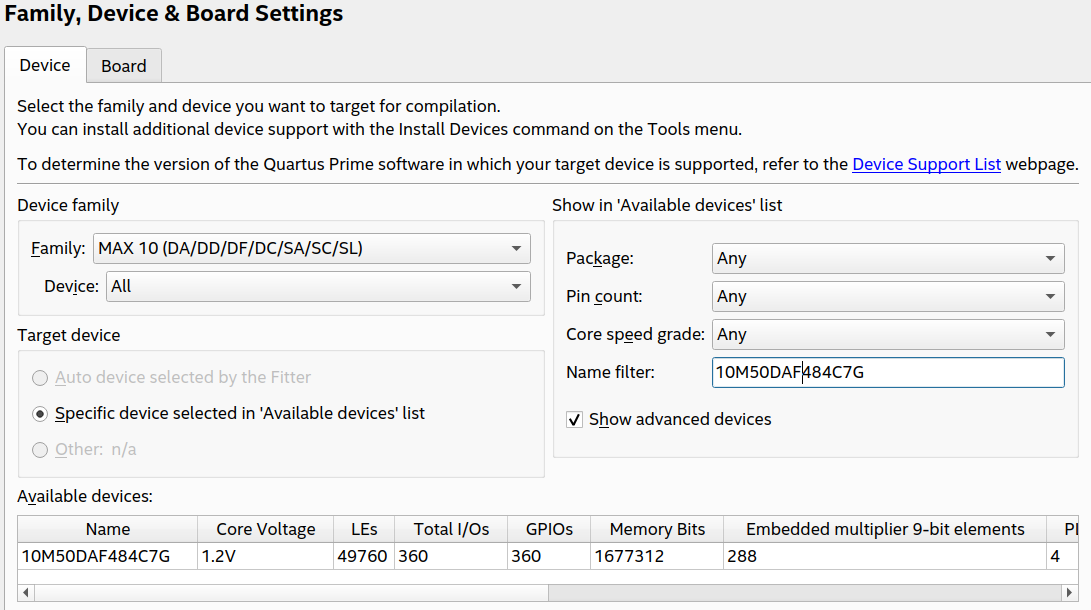 Family, Device & Board Settings
Device Board
Select the family and device you want to target for compilation.
You can install additional device support with the Install Devices command on the Tools menu.
To determine the version of the Quartus Prime software in which your target device is supported, refer to the Device Support List webpage.
Device family
Family: MAX 10 (DA/DD/DF/DC/SA/SC/SL)
Device: All
Show in 'Available devices' list
Package: Any
Pin count: Any
Core speed grade: Any
Name filter: 10M50DAF484C7G
Show advanced devices
Target device
Auto device selected by the Fitter
Specific device selected in 'Available devices' list
Other: n/a
Available devices:
Name Core Voltage LEs Total I/Os GPIOs Memory Bits Embedded multiplier 9-bit elements
10M50DAF484C7G 1.2V 49760 360 360 1677312 288 4